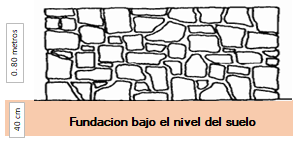 0.80 metros
40 cm
Fundacion bajo el nivel del suelo